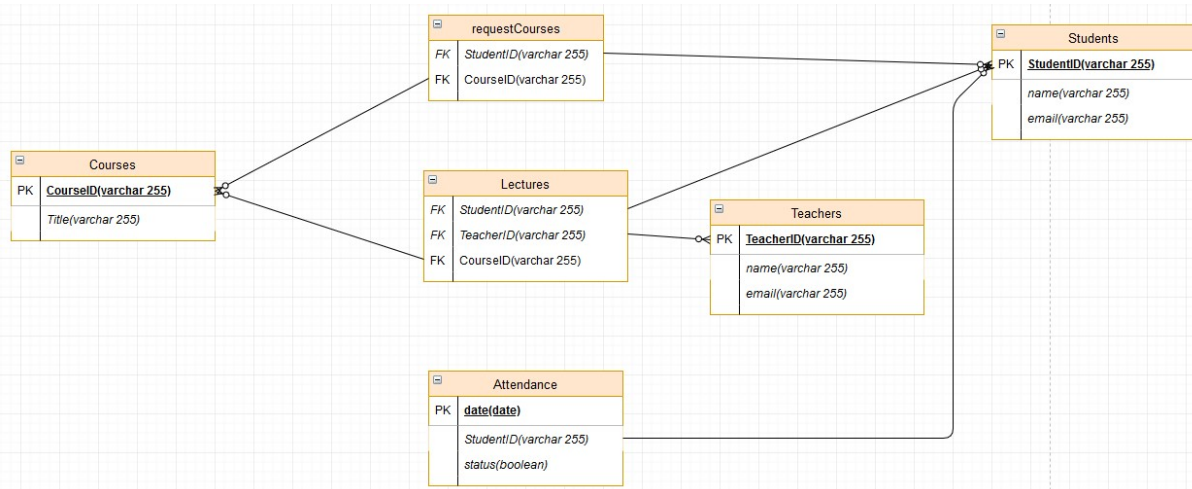 requestCourses
FK StudentID(varchar 255)
FK CourseID(varchar 255)
Students
PK StudentID(varchar 255)
name(varchar 255)
email(varchar 255)
Courses
PK CourseID(varchar 255)
Title(varchar 255)
Lectures
FK StudentID(varchar 255)
FK TeacherID(varchar 255)
FK CourseID(varchar 255)
Teachers
PK TeacherID(varchar 255)
name(varchar 255)
email(varchar 255)
Attendance
PK date(date)
StudentID(varchar 255)
status(boolean)